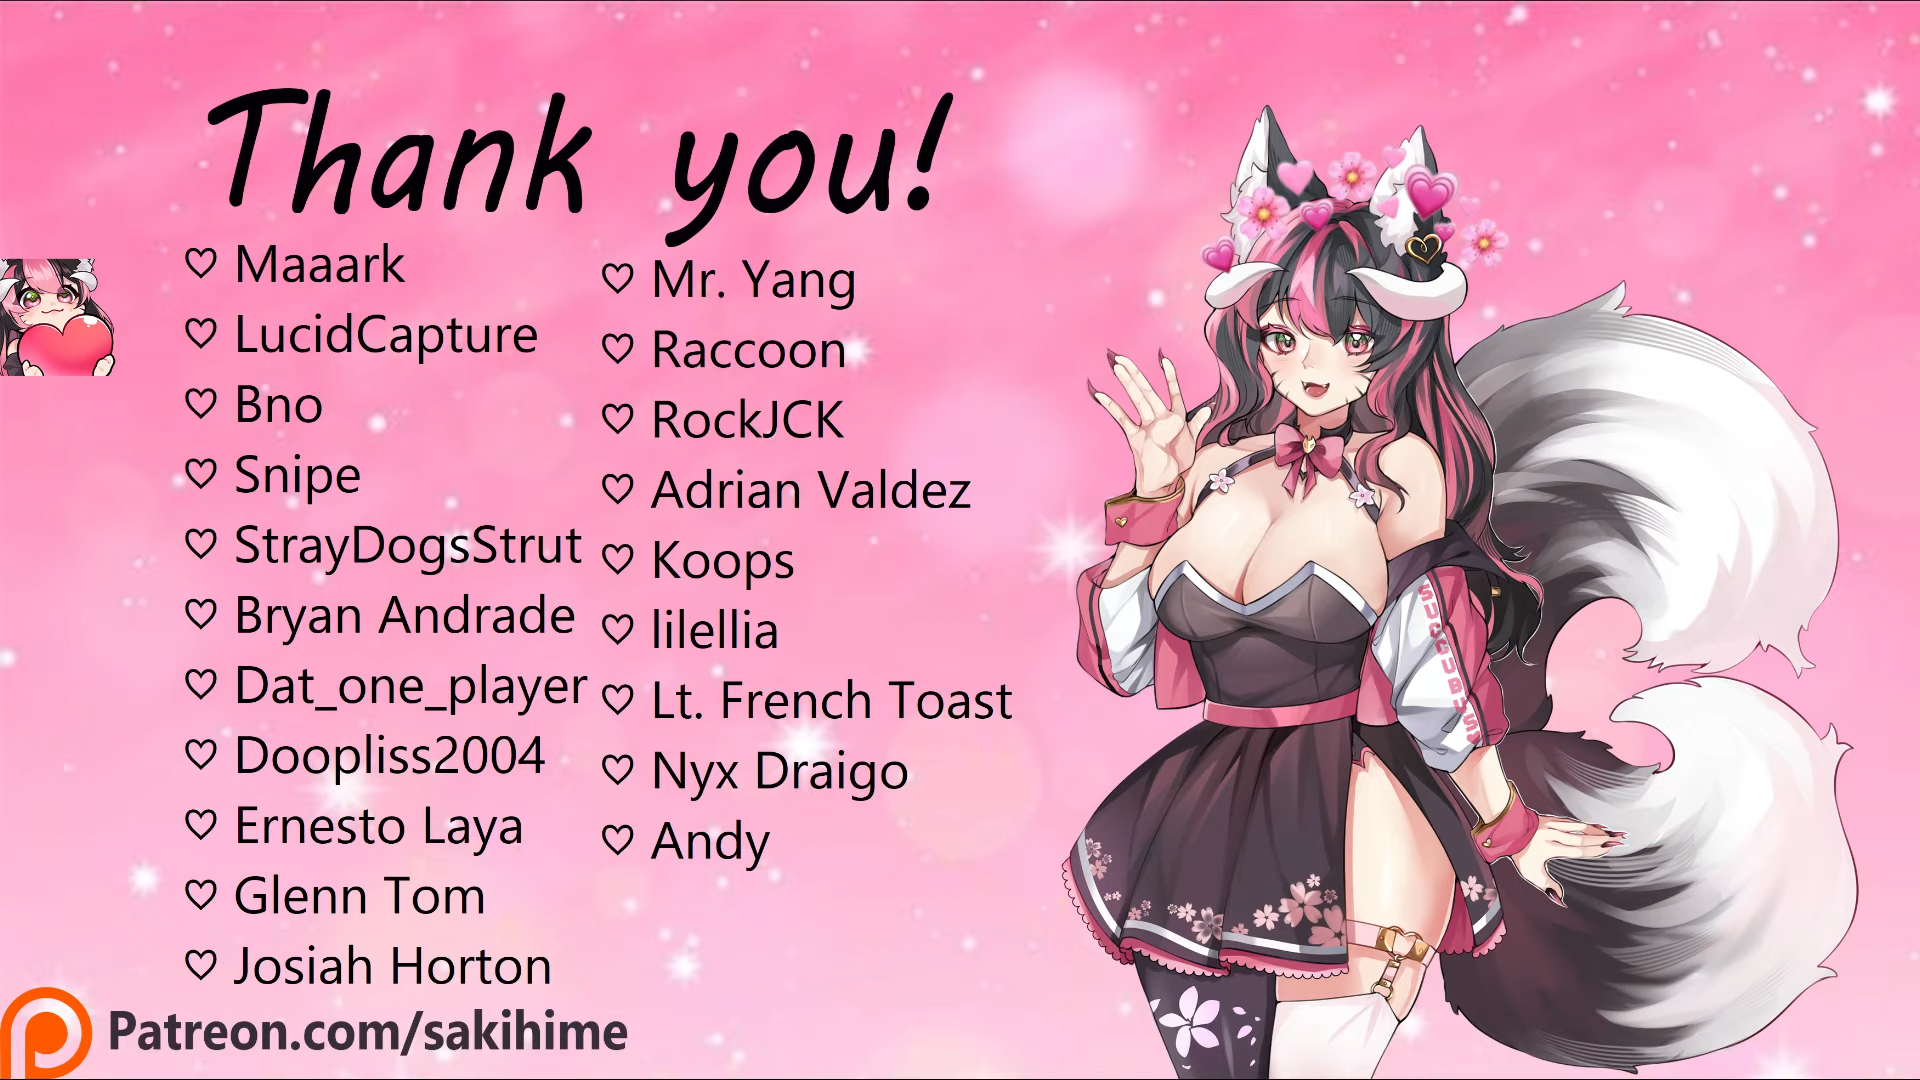 Thank you!
♡ Maaark
♡ LucidCapture
♡ Bno
♡ Snipe
♡ StrayDogsStrut
♡ Bryan Andrade
♡ Dat_one_player
♡ Doopliss2004
♡ Ernesto Laya
♡ Glenn Tom
♡ Josiah Horton
♡ Mr. Yang
♡ Raccoon
♡ RockJCK
♡ Adrian Valdez
♡ Koops
♡ lilellia
♡ Lt. French Toast
♡ Nyx Draigo
♡ Andy
SUCCUBUS
Patreon.com/sakihime